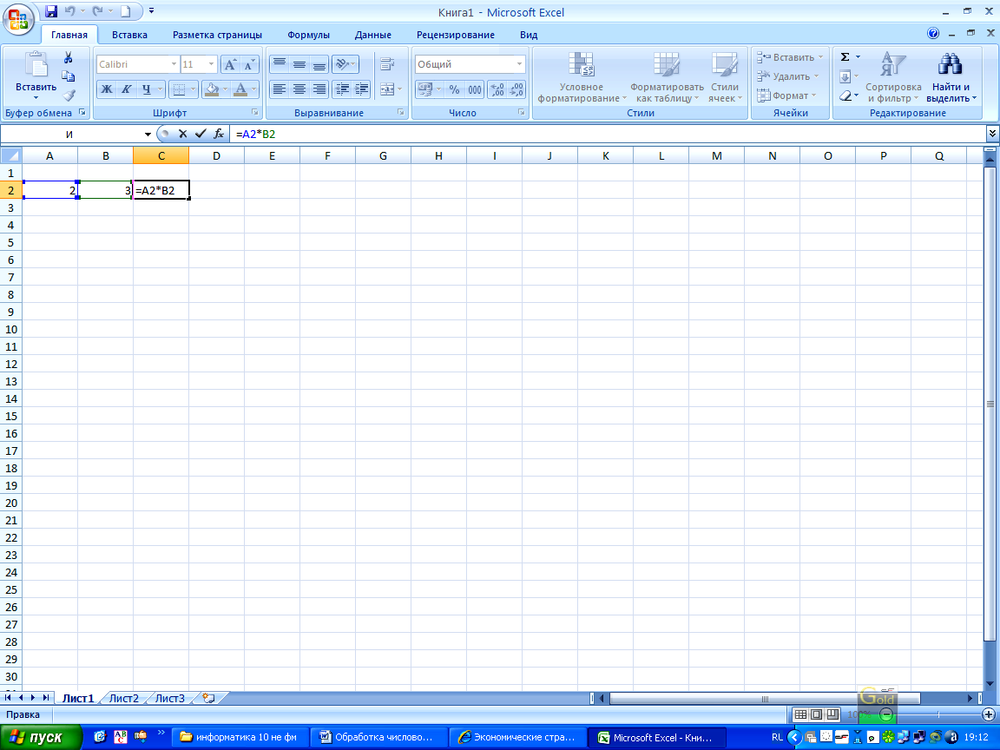 Книга1 - Microsoft Excel
Главная Вставка Разметка страницы Формулы Данные Рецензирование Вид
Вставить
Буфер обмена
Calibri 11
Ж К Ч
Шрифт
Выравнивание
Общий
% 000
Число
Условное форматирование
Форматировать как таблицу
Стили ячеек
Стили
Вставить
Удалить
Формат
Ячейки
Σ
Сортировка и фильтр
Найти и выделить
Редактирование
И fx =A2*B2
A B C D E F G H I J K L M N O P Q
1
2 2 3 =A2*B2
3
4
5
6
7
8
9
10
11
12
13
14
15
16
17
18
19
20
21
22
23
24
25
26
27
28
29
30
Лист1 Лист2 Лист3
Gold
Правка 100%
пуск информатика 10 не фм Обработка числово... Экономические стра... Microsoft Excel - Кни... RL 19:12